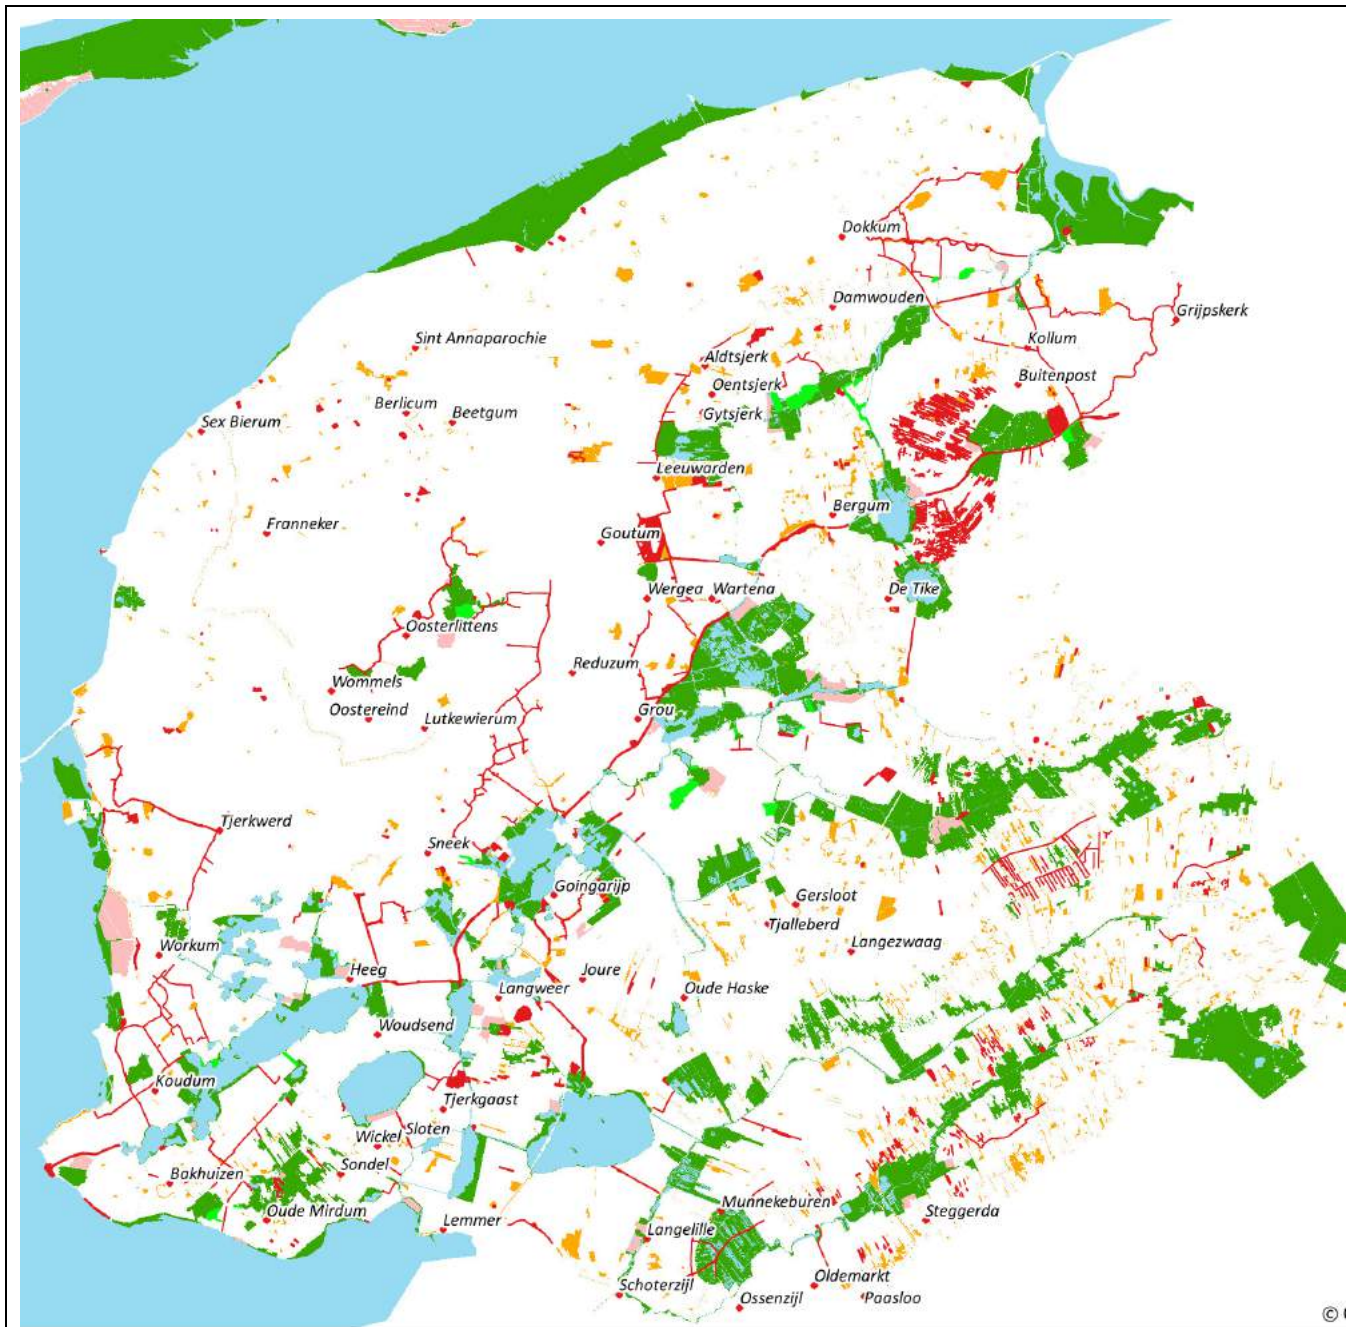 Dokkum
Damwouden
Grijpskerk
Sint Annaparochie
Kollum
Aldtsjerk
Buitenpost
Oentsjerk
Berlicum
Beetgum
Gytsjerk
Sex Bierum
Leeuwarden
Bergum
Franneker
Goutum
Wergea
Wartena
De Tike
Oosterlittens
Reduzum
Wommels
Oostereind
Lutkewierum
Grou
Tjerkwerd
Sneek
Goingarijp
Gersloot
Tjalleberd
Langezwaag
Workum
Heeg
Joure
Langweer
Oude Haske
Woudsend
Koudum
Tjerkgaast
Sloten
Wickel
Sondel
Bakhuizen
Munnekeburen
Oude Mirdum
Lemmer
Steggerda
Langelille
Schoterzijl
Oldemarkt
Paasloo
Ossenzijl
©